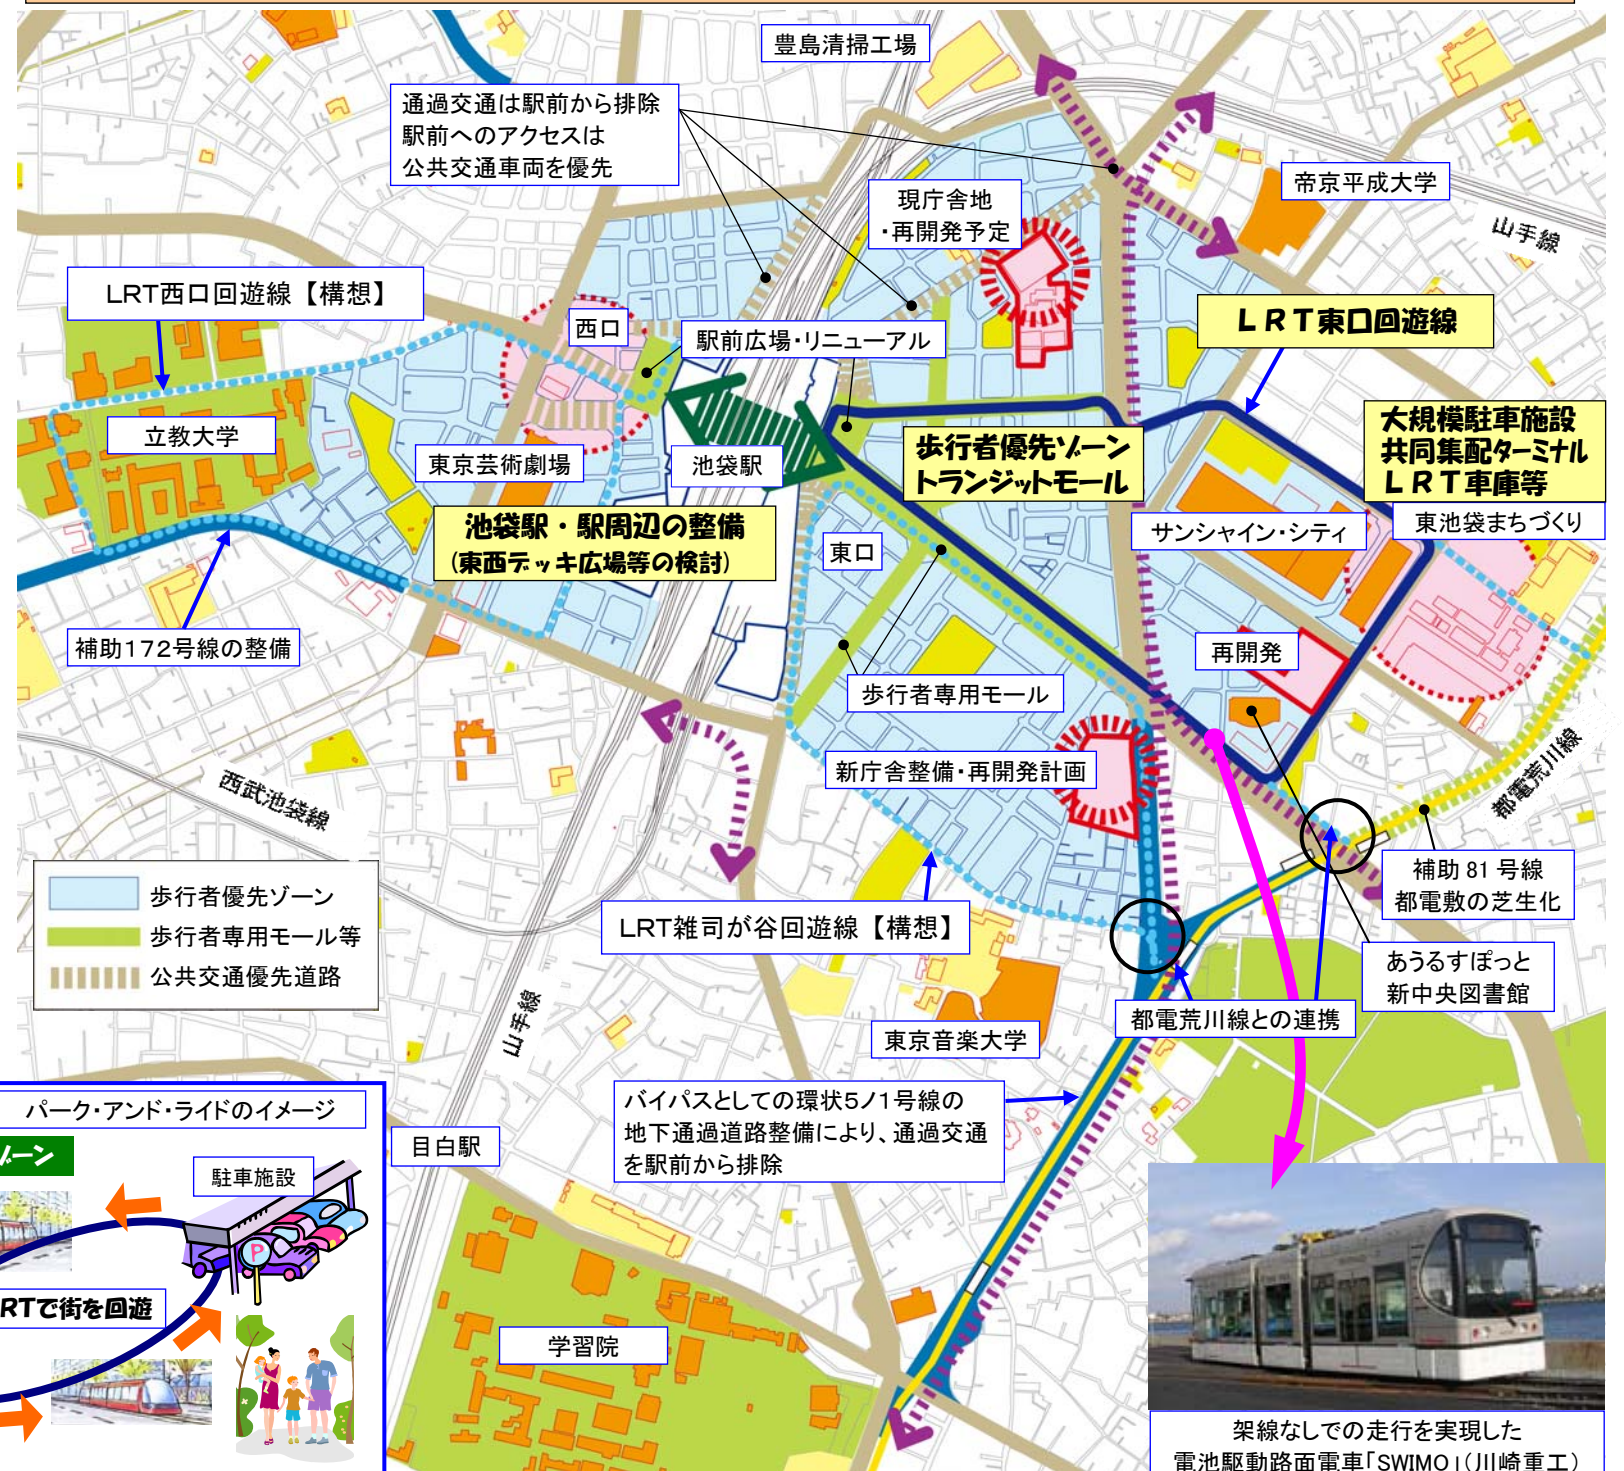 豊島清掃工場
通過交通は駅前から排除
駅前へのアクセスは
公共交通車両を優先
現庁舎地
・再開発予定
帝京平成大学
山手線
LRT西口回遊線【構想】
西口
駅前広場・リニューアル
LRT東口回遊線
立教大学
東京芸術劇場
池袋駅
歩行者優先ゾーン
トランジットモール
大規模駐車施設
共同集配ターミナル
LRT車庫等
東池袋まちづくり
池袋駅・駅周辺の整備
(東西デッキ広場等の検討)
東口
サンシャイン・シティ
補助172号線の整備
再開発
歩行者専用モール
新庁舎整備・再開発計画
西武池袋線
都電荒川線
歩行者優先ゾーン
歩行者専用モール等
公共交通優先道路
LRT雑司が谷回遊線【構想】
補助81号線
都電敷の芝生化
あうるすぽっと
新中央図書館
都電荒川線との連携
山手線
東京音楽大学
バイパスとしての環状5ノ1号線の
地下通過道路整備により、通過交通
を駅前から排除
目白駅
パーク・アンド・ライドのイメージ
ゾーン
駐車施設
P
RTで街を回遊
学習院
架線なしでの走行を実現した
電池駆動路面電車「SWIMO」(川崎重工)